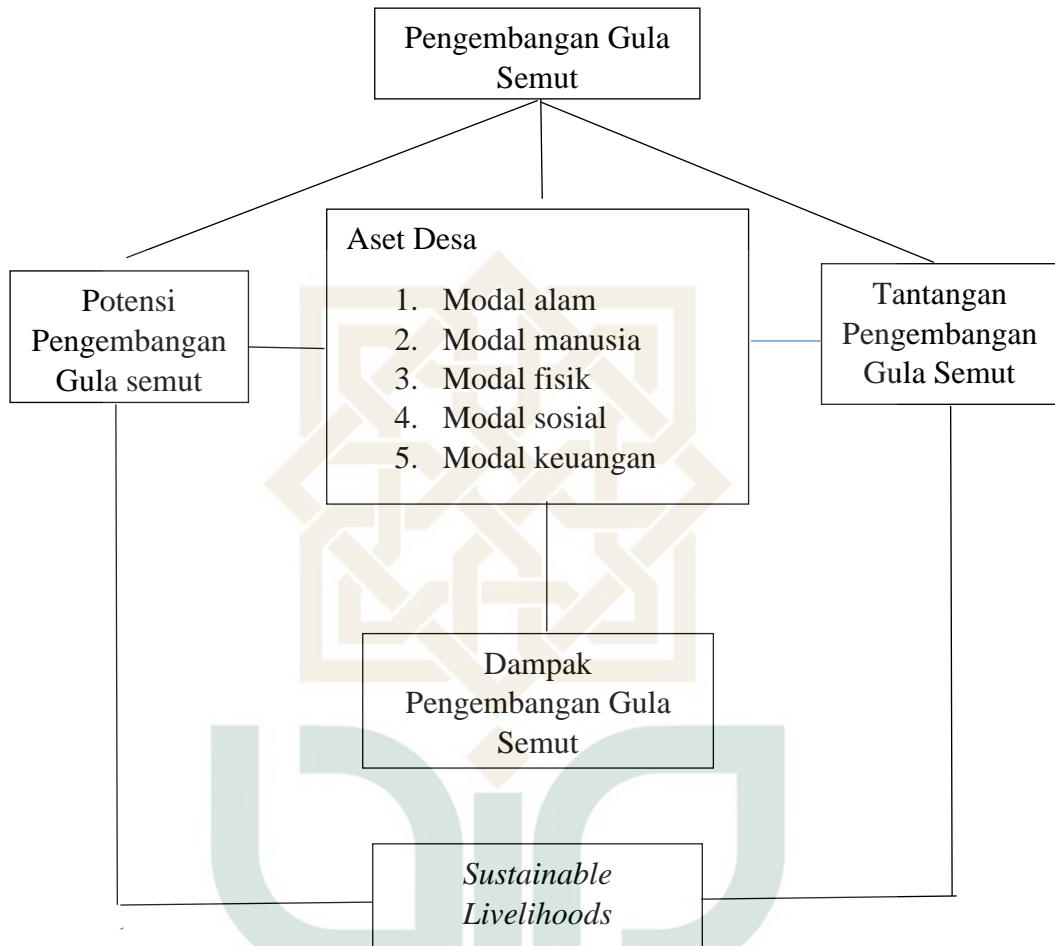 Pengembangan Gula
Semut
Aset Desa
1. Modal alam
2. Modal manusia
3. Modal fisik
4. Modal sosial
5. Modal keuangan
Potensi
Pengembangan
Gula semut
Tantangan
Pengembangan
Gula Semut
Dampak
Pengembangan Gula
Semut
Sustainable
Livelihoods